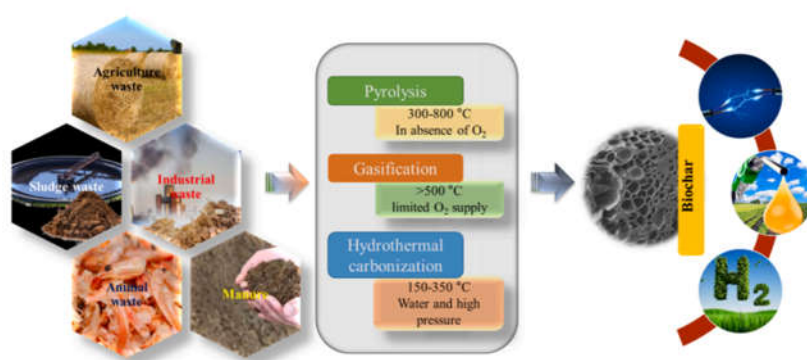 Agriculture
waste
Sludge waste
Industrial
waste
Animal
waste
Manure
Pyrolysis
300-800 °C
In absence of O₂
Gasification
>500 °C
limited O₂ supply
Hydrothermal
carbonization
150-350 °C
Water and high
pressure
Biochar
H₂